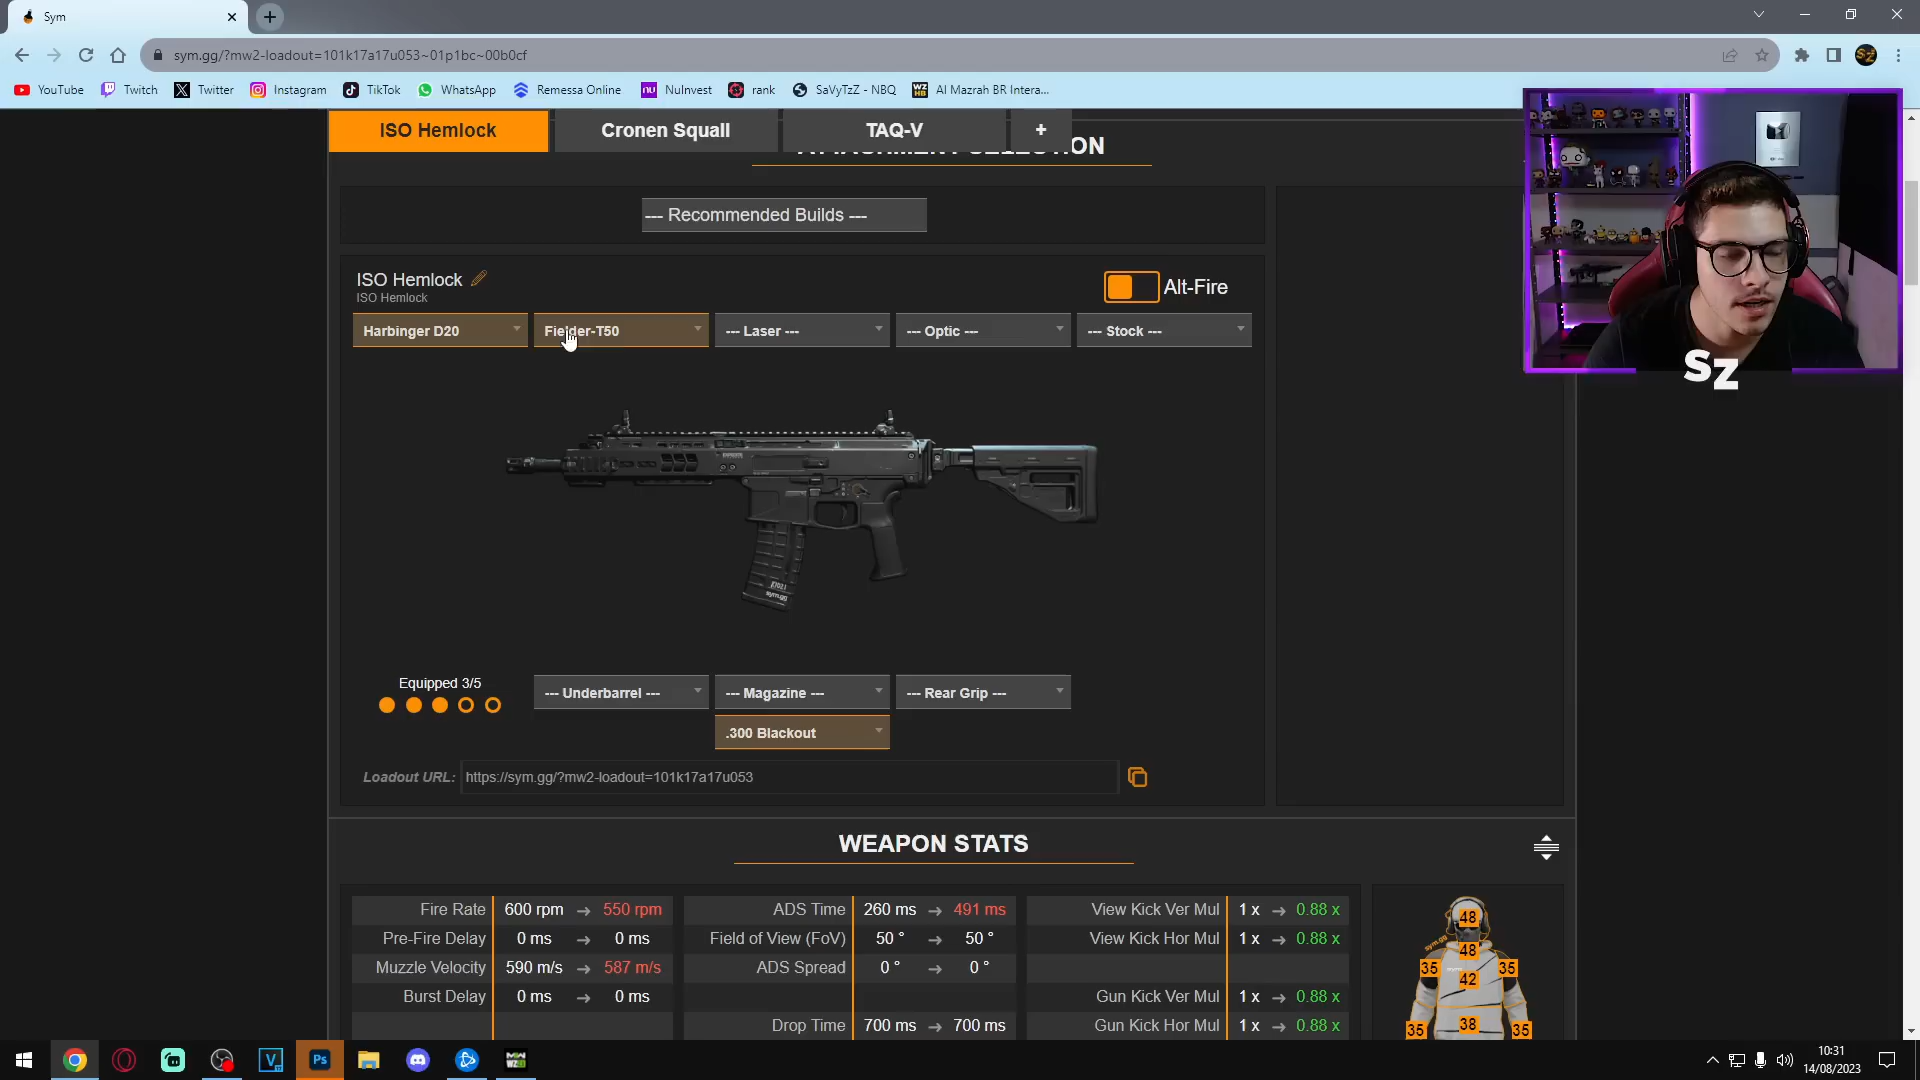 Sym
sym.gg/?mw2-loadout=101k17a17u053~01p1bc~00b0cf
YouTube Twitch Twitter Instagram TikTok WhatsApp Remessa Online NuInvest rank SaVyTzZ - NBQ Al Mazrah BR Intera...
ISO Hemlock Cronen Squall TAQ-V +
ATTACHMENT SELECTION
--- Recommended Builds ---
ISO Hemlock
ISO Hemlock
Alt-Fire
Harbinger D20 Fielder-T50 --- Laser --- --- Optic --- --- Stock ---
Sz
sym.gg
Equipped 3/5
--- Underbarrel --- --- Magazine --- --- Rear Grip ---
.300 Blackout
Loadout URL: https://sym.gg/?mw2-loadout=101k17a17u053
WEAPON STATS
Fire Rate 600 rpm → 550 rpm ADS Time 260 ms → 491 ms View Kick Ver Mul 1 x → 0.88 x
Pre-Fire Delay 0 ms → 0 ms Field of View (FoV) 50 ° → 50 ° View Kick Hor Mul 1 x → 0.88 x
Muzzle Velocity 590 m/s → 587 m/s ADS Spread 0 ° → 0 °
Burst Delay 0 ms → 0 ms Gun Kick Ver Mul 1 x → 0.88 x
Drop Time 700 ms → 700 ms Gun Kick Hor Mul 1 x → 0.88 x
48
48
35 42 35
35 38 35
10:31
14/08/2023